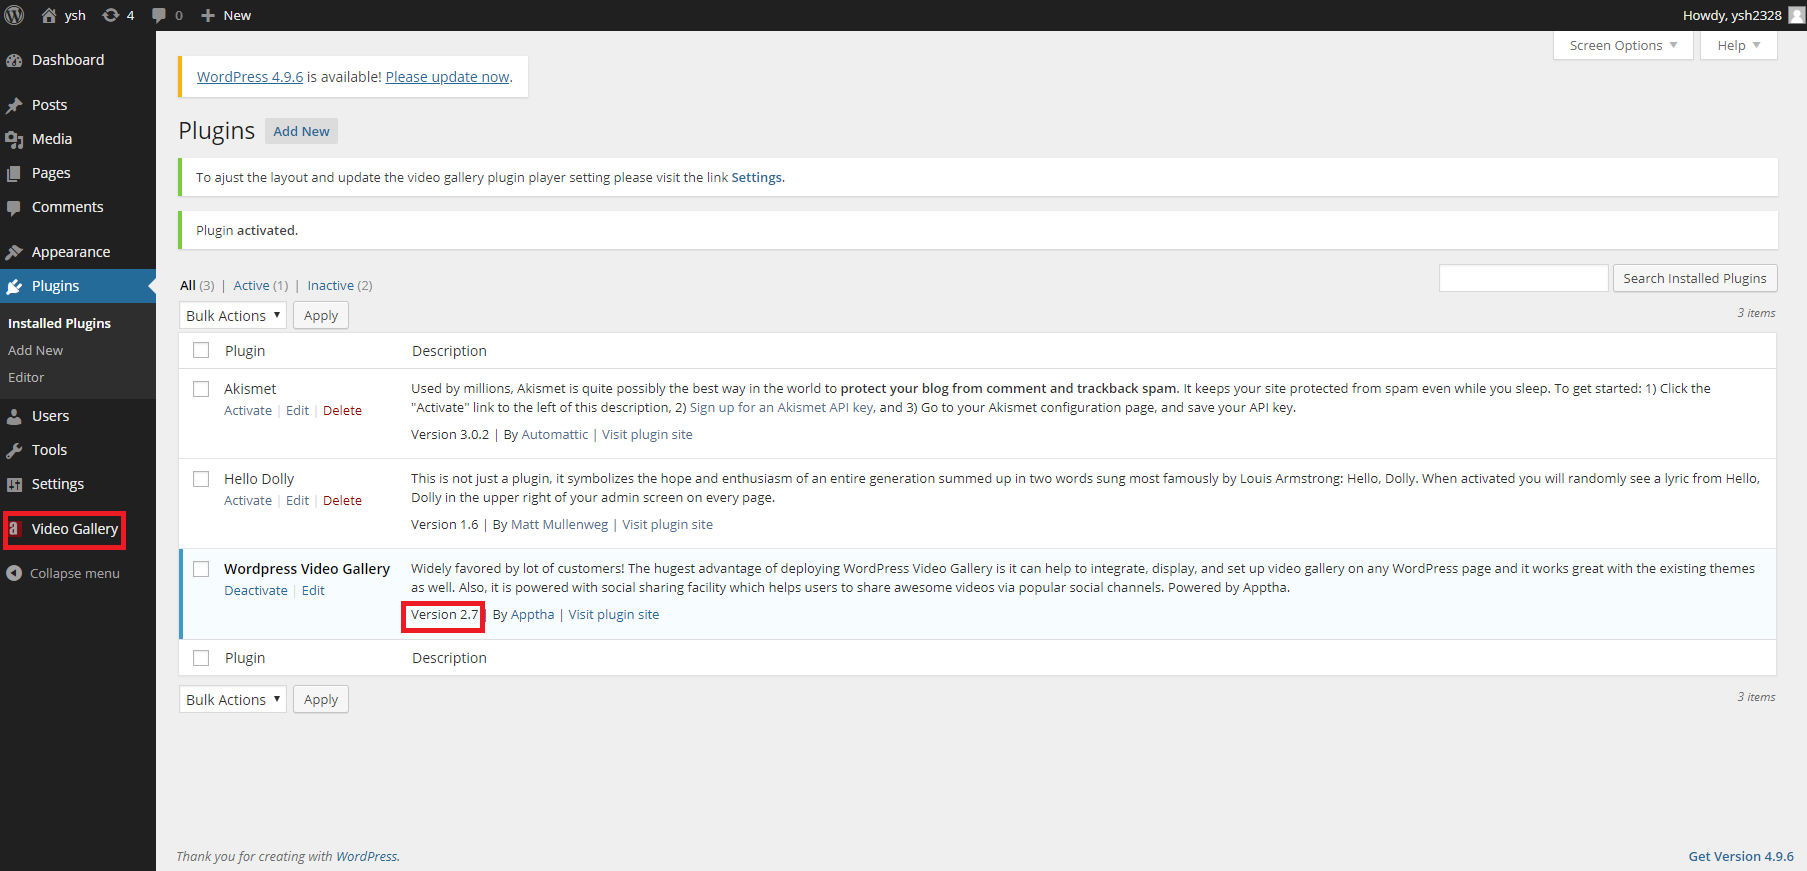 ysh 4 0 New Howdy, ysh2328
Screen Options Help
Dashboard
Posts
Media
Pages
Comments
Appearance
Plugins
Installed Plugins
Add New
Editor
Users
Tools
Settings
a Video Gallery
Collapse menu
WordPress 4.9.6 is available! Please update now.
Plugins Add New
To ajust the layout and update the video gallery plugin player setting please visit the link Settings.
Plugin activated.
All (3) | Active (1) | Inactive (2)
Search Installed Plugins
Bulk Actions Apply
3 items
Plugin Description
Akismet
Activate | Edit | Delete
Used by millions, Akismet is quite possibly the best way in the world to protect your blog from comment and trackback spam. It keeps your site protected from spam even while you sleep. To get started: 1) Click the
"Activate" link to the left of this description, 2) Sign up for an Akismet API key, and 3) Go to your Akismet configuration page, and save your API key.
Version 3.0.2 | By Automattic | Visit plugin site
Hello Dolly
Activate | Edit | Delete
This is not just a plugin, it symbolizes the hope and enthusiasm of an entire generation summed up in two words sung most famously by Louis Armstrong: Hello, Dolly. When activated you will randomly see a lyric from Hello,
Dolly in the upper right of your admin screen on every page.
Version 1.6 | By Matt Mullenweg | Visit plugin site
Wordpress Video Gallery
Deactivate | Edit
Widely favored by lot of customers! The hugest advantage of deploying WordPress Video Gallery is it can help to integrate, display, and set up video gallery on any WordPress page and it works great with the existing themes
as well. Also, it is powered with social sharing facility which helps users to share awesome videos via popular social channels. Powered by Apptha.
Version 2.7 | By Apptha | Visit plugin site
Plugin Description
Bulk Actions Apply
3 items
Thank you for creating with WordPress.
Get Version 4.9.6